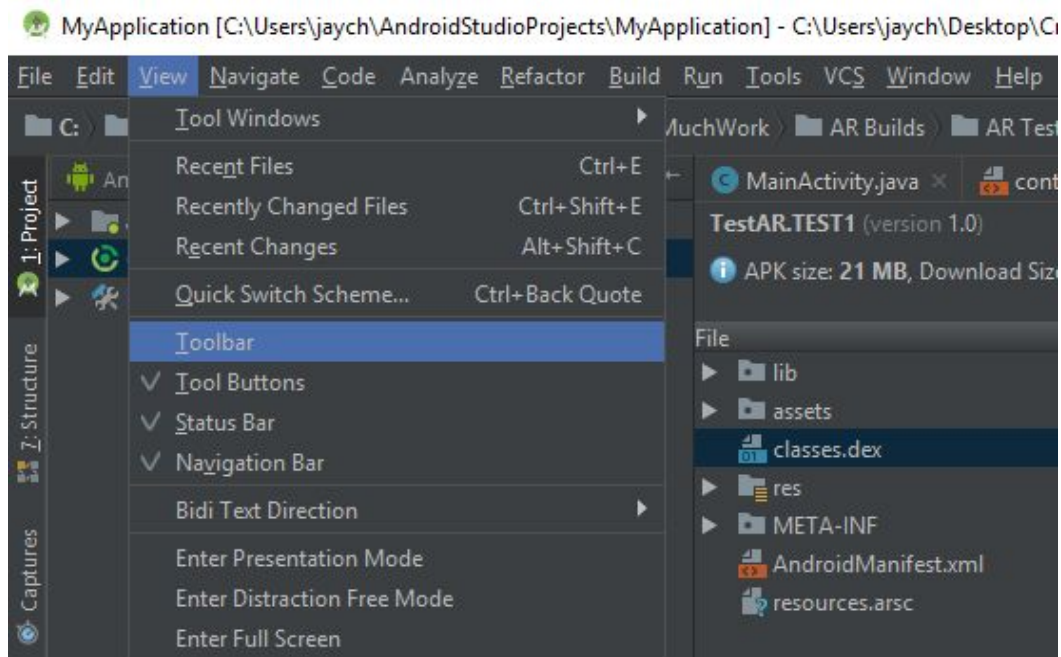 MyApplication [C:\Users\jaych\AndroidStudioProjects\MyApplication] - C:\Users\jaych\Desktop\C
File Edit View Navigate Code Analyze Refactor Build Run Tools VCS Window Help
C: MuchWork AR Builds AR Test
1: Project
7: Structure
Captures
An
Tool Windows
Recent Files Ctrl+E
Recently Changed Files Ctrl+Shift+E
Recent Changes Alt+Shift+C
Quick Switch Scheme... Ctrl+Back Quote
Toolbar
Tool Buttons
Status Bar
Navigation Bar
Bidi Text Direction
Enter Presentation Mode
Enter Distraction Free Mode
Enter Full Screen
MainActivity.java cont
TestAR.TEST1 (version 1.0)
APK size: 21 MB, Download Siz
File
lib
assets
classes.dex
res
META-INF
AndroidManifest.xml
resources.arsc